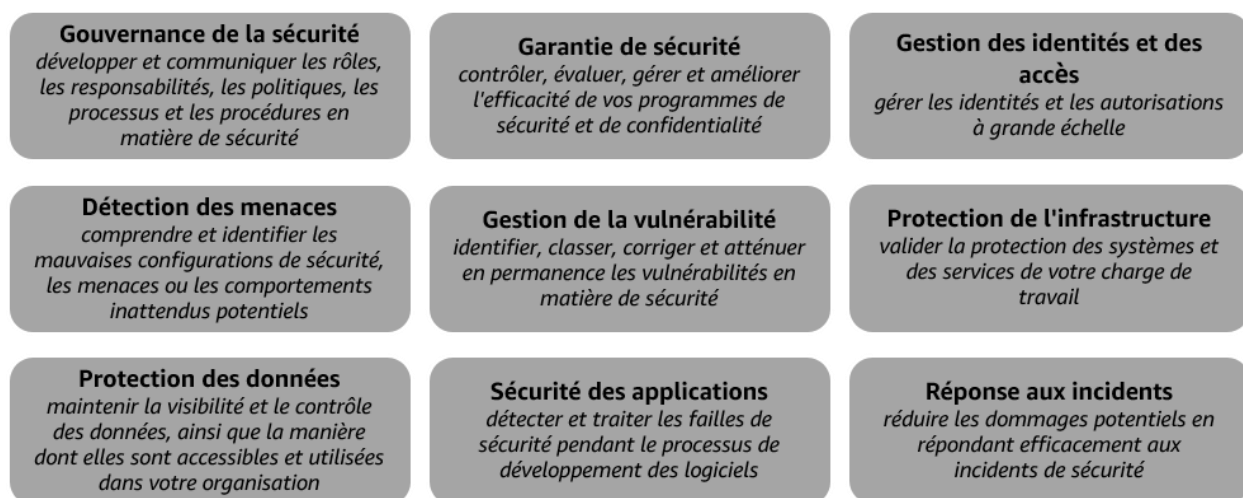 Gouvernance de la sécurité
développer et communiquer les rôles,
les responsabilités, les politiques, les
processus et les procédures en
matière de sécurité
Garantie de sécurité
contrôler, évaluer, gérer et améliorer
l'efficacité de vos programmes de
sécurité et de confidentialité
Gestion des identités et des
accès
gérer les identités et les autorisations
à grande échelle
Détection des menaces
comprendre et identifier les
mauvaises configurations de sécurité,
les menaces ou les comportements
inattendus potentiels
Gestion de la vulnérabilité
identifier, classer, corriger et atténuer
en permanence les vulnérabilités en
matière de sécurité
Protection de l'infrastructure
valider la protection des systèmes et
des services de votre charge de
travail
Protection des données
maintenir la visibilité et le contrôle
des données, ainsi que la manière
dont elles sont accessibles et utilisées
dans votre organisation
Sécurité des applications
détecter et traiter les failles de
sécurité pendant le processus de
développement des logiciels
Réponse aux incidents
réduire les dommages potentiels en
répondant efficacement aux
incidents de sécurité